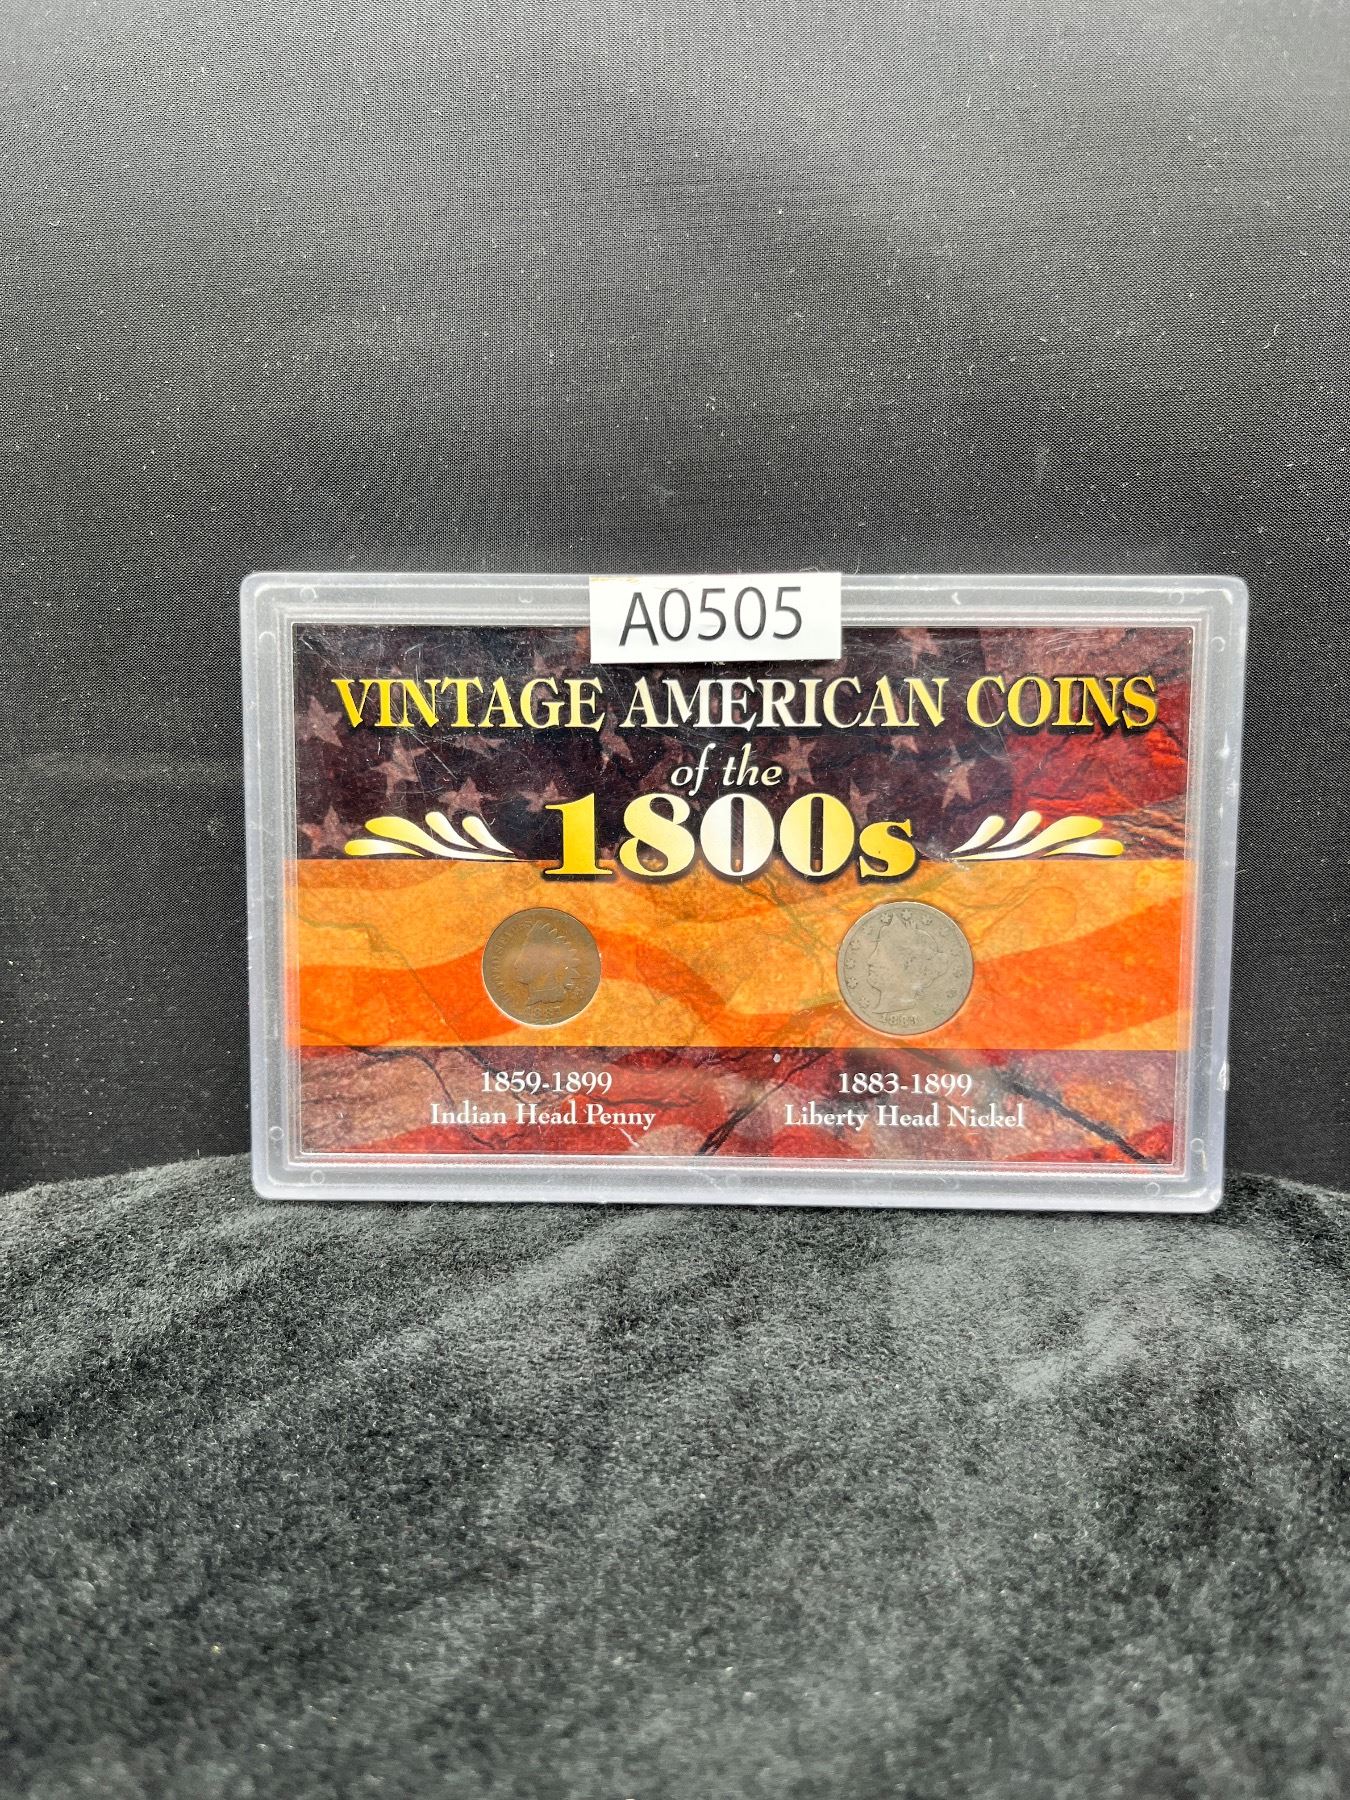 A0505
VINTAGE AMERICAN COINS
of the
1800s
1859-1899
Indian Head Penny
1883-1899
Liberty Head Nickel